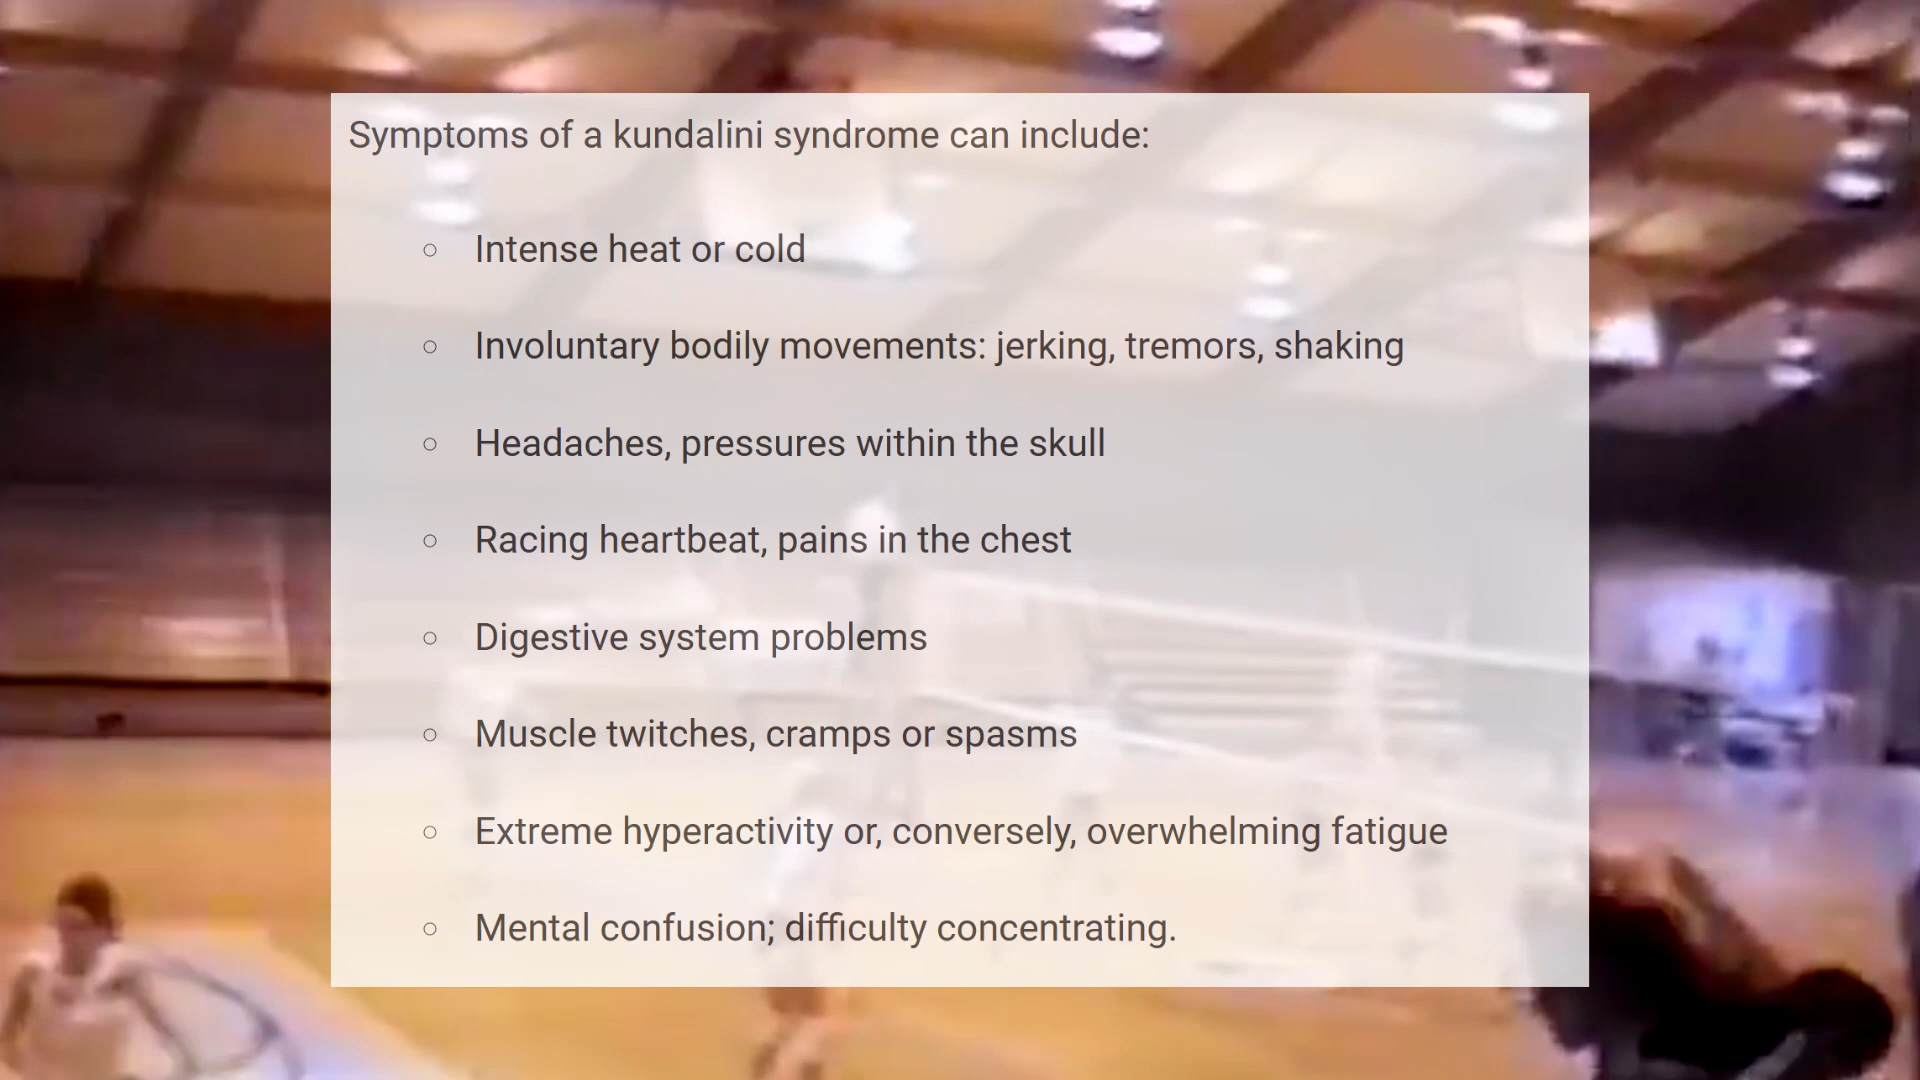 Symptoms of a kundalini syndrome can include:
Intense heat or cold
Involuntary bodily movements: jerking, tremors, shaking
Headaches, pressures within the skull
Racing heartbeat, pains in the chest
Digestive system problems
Muscle twitches, cramps or spasms
Extreme hyperactivity or, conversely, overwhelming fatigue
Mental confusion; difficulty concentrating.